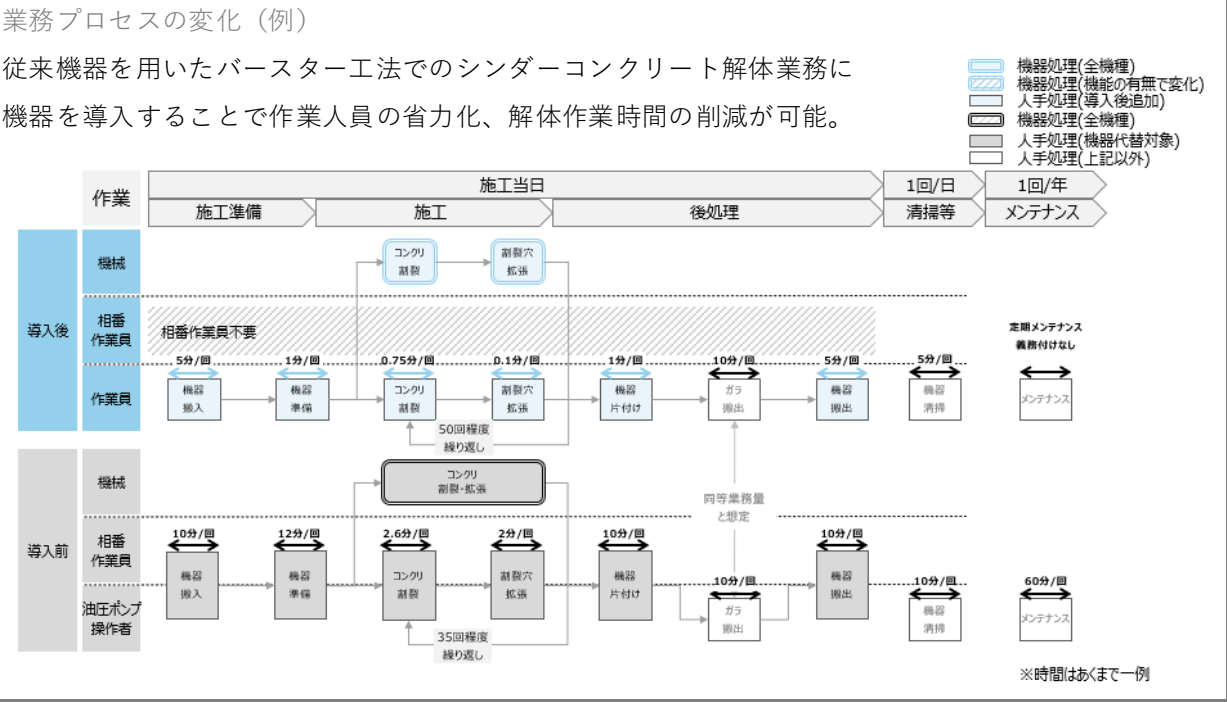 業務プロセスの変化（例）
従来機器を用いたバースター工法でのシンダーコンクリート解体業務に
機器を導入することで作業人員の省力化、解体作業時間の削減が可能。
機器処理(全機種)
機器処理(機能の有無で変化)
人手処理(導入後追加)
機器処理(全機種)
人手処理(機器代替対象)
人手処理(上記以外)
作業
施工当日
1回/日
1回/年
施工準備
施工
後処理
清掃等
メンテナンス
導入後
機械
コンクリ
割裂
割裂穴
拡張
相番
作業員
相番作業員不要
定期メンテナンス
義務付けなし
作業員
5分/回
1分/回
0.75分/回
0.1分/回
1分/回
10分/回
5分/回
5分/回
機器
搬入
機器
準備
コンクリ
割裂
割裂穴
拡張
機器
片付け
ガラ
搬出
機器
搬出
機器
清掃
メンテナンス
50回程度
繰り返し
導入前
機械
コンクリ
割裂・拡張
同等業務量
と想定
相番
作業員
油圧ポンプ
操作者
10分/回
12分/回
2.6分/回
2分/回
10分/回
10分/回
10分/回
10分/回
60分/回
機器
搬入
機器
準備
コンクリ
割裂
割裂穴
拡張
機器
片付け
ガラ
搬出
機器
搬出
機器
清掃
メンテナンス
35回程度
繰り返し
※時間はあくまで一例